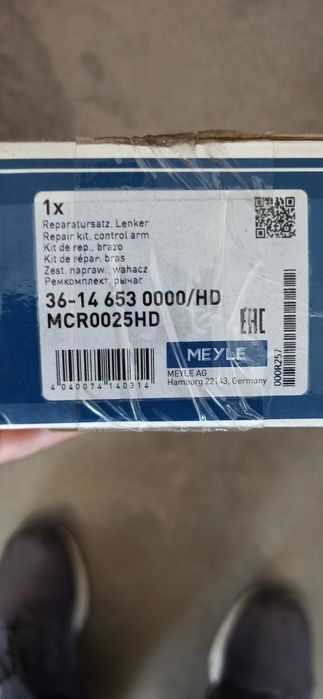 1x
Reparatursatz, Lenker
Repair kit, control arm
Kit de rep., brazo
Kit de répar. bras
Zest. napraw., wahacz
Ремкомплект, рычаг
36-14 653 0000/HD
MCR0025HD
EAC
MEYLE
4 040074 140314
MEYLE AG
Hamburg 22143, Germany
000R257